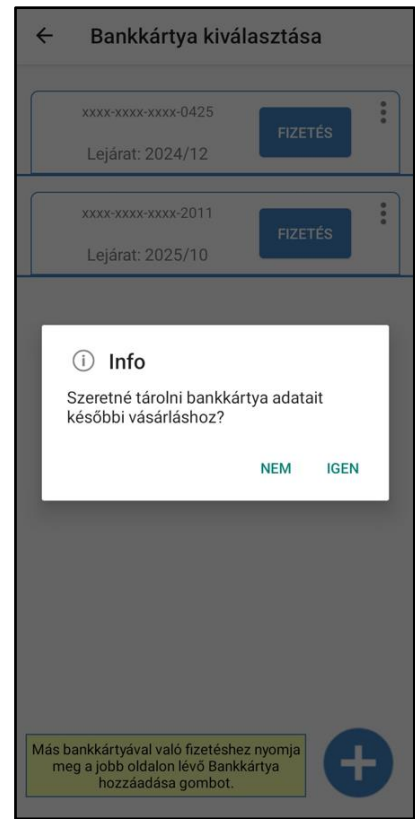 Bankkártya kiválasztása
xxxx-xxxx-xxxx-0425
FIZETÉS
Lejárat: 2024/12
xxxx-xxxx-xxxx-2011
FIZETÉS
Lejárat: 2025/10
Info
Szeretné tárolni bankkártya adatait
későbbi vásárláshoz?
NEM IGEN
Más bankkártyával való fizetéshez nyomja
meg a jobb oldalon lévő Bankkártya
hozzáadása gombot.